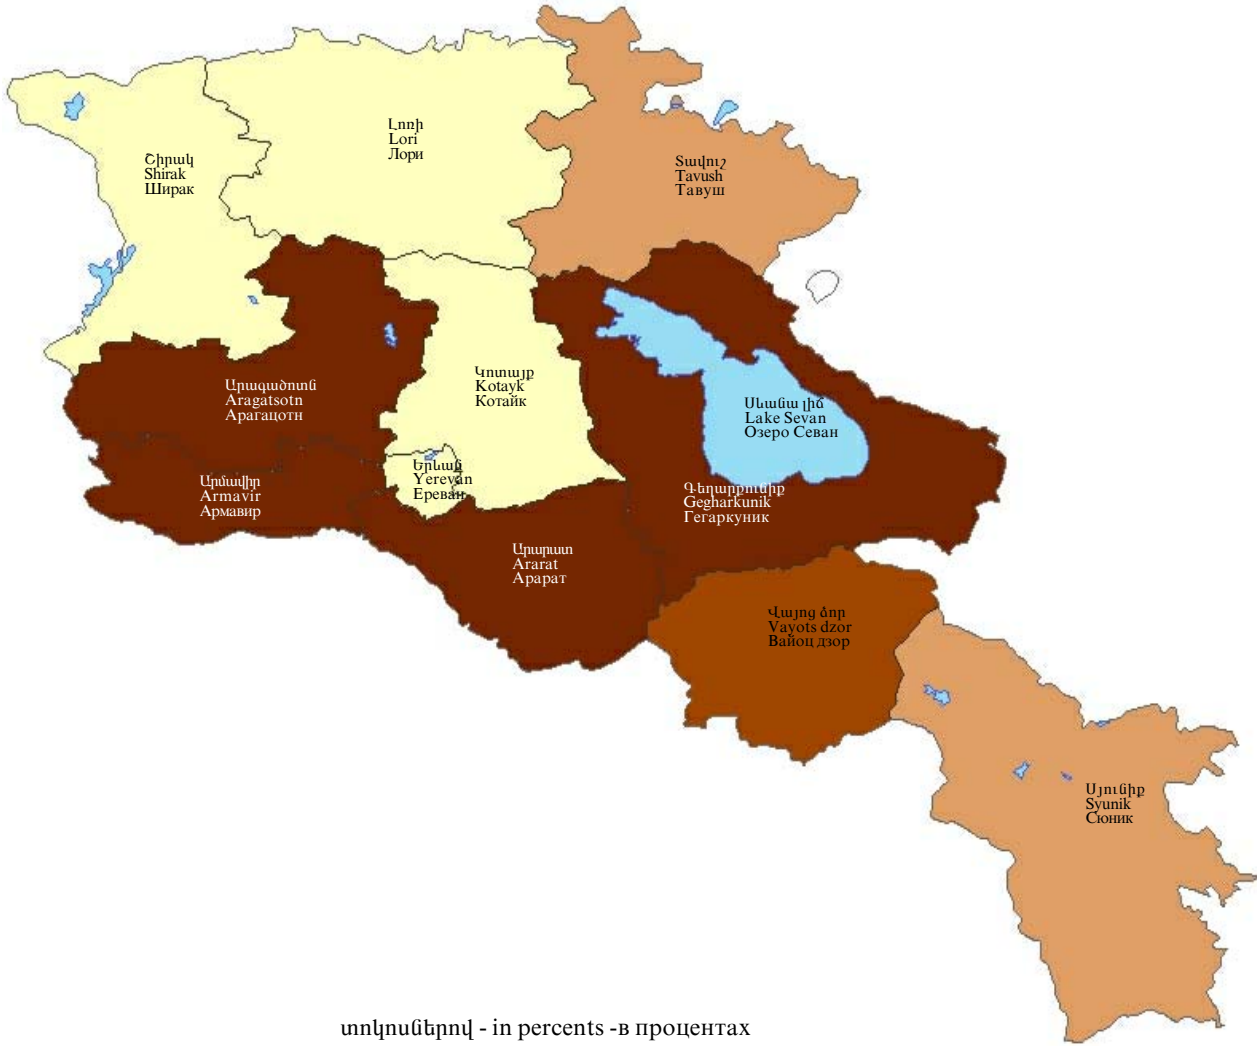 Լոռի
Lori
Лори
Շիրակ
Shirak
Ширак
Տավուշ
Tavush
Тавуш
Արագածոտն
Aragatsotn
Арагацотн
Կոտայք
Kotayk
Котайк
Սևանա լիճ
Lake Sevan
Озеро Севан
Երևան
Yerevan
Ереван
Արմավիր
Armavir
Армавир
Գեղարքունիք
Gegharkunik
Гегаркуник
Արարատ
Ararat
Арарат
Վայոց ձոր
Vayots dzor
Вайоц дзор
Սյունիք
Syunik
Сюник
տոկոսներով - in percents -в процентах